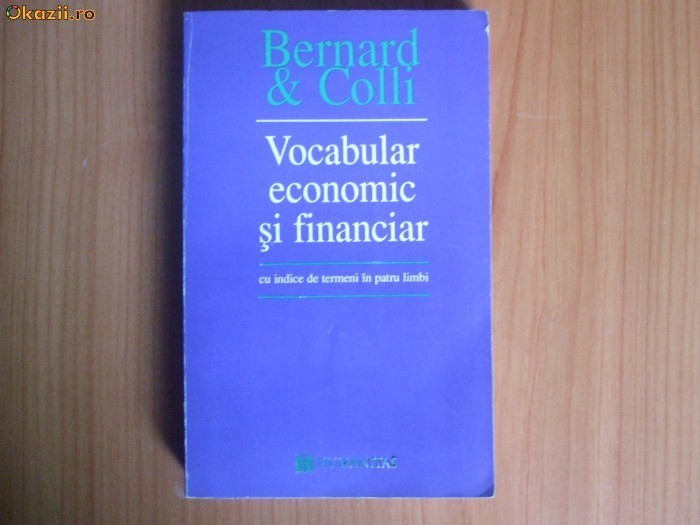 Okazii.ro
Bernard
& Colli
Vocabular
economic
şi financiar
cu indice de termeni în patru limbi
HUMANITAS